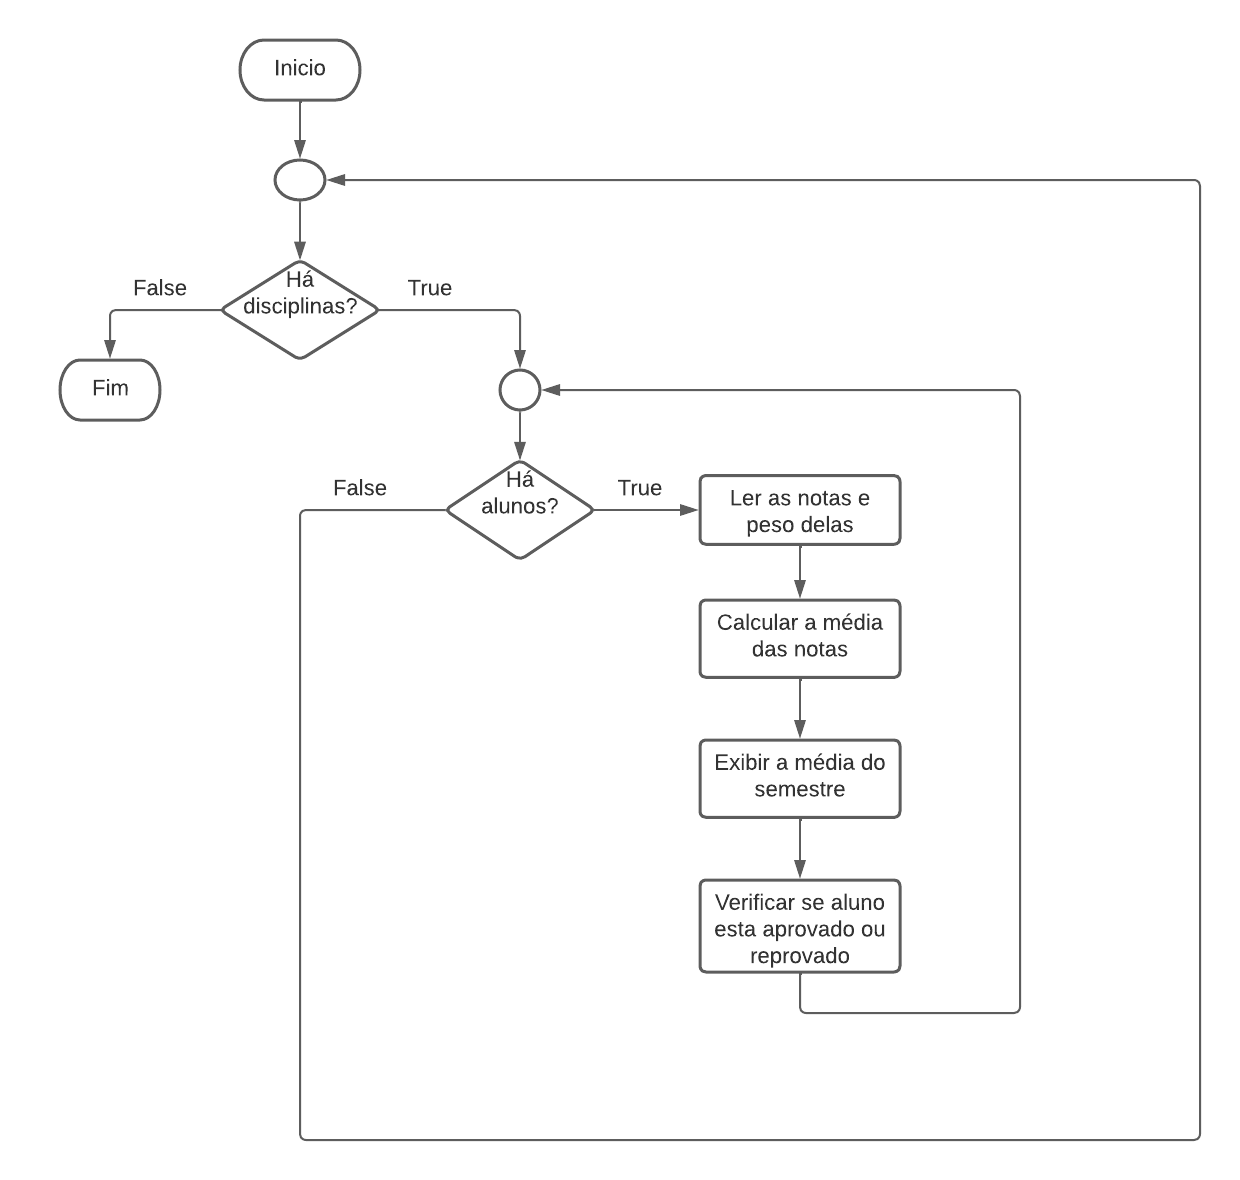 Inicio
Há
disciplinas?
False
True
Fim
Há
alunos?
False
True
Ler as notas e
peso delas
Calcular a média
das notas
Exibir a média do
semestre
Verificar se aluno
esta aprovado ou
reprovado